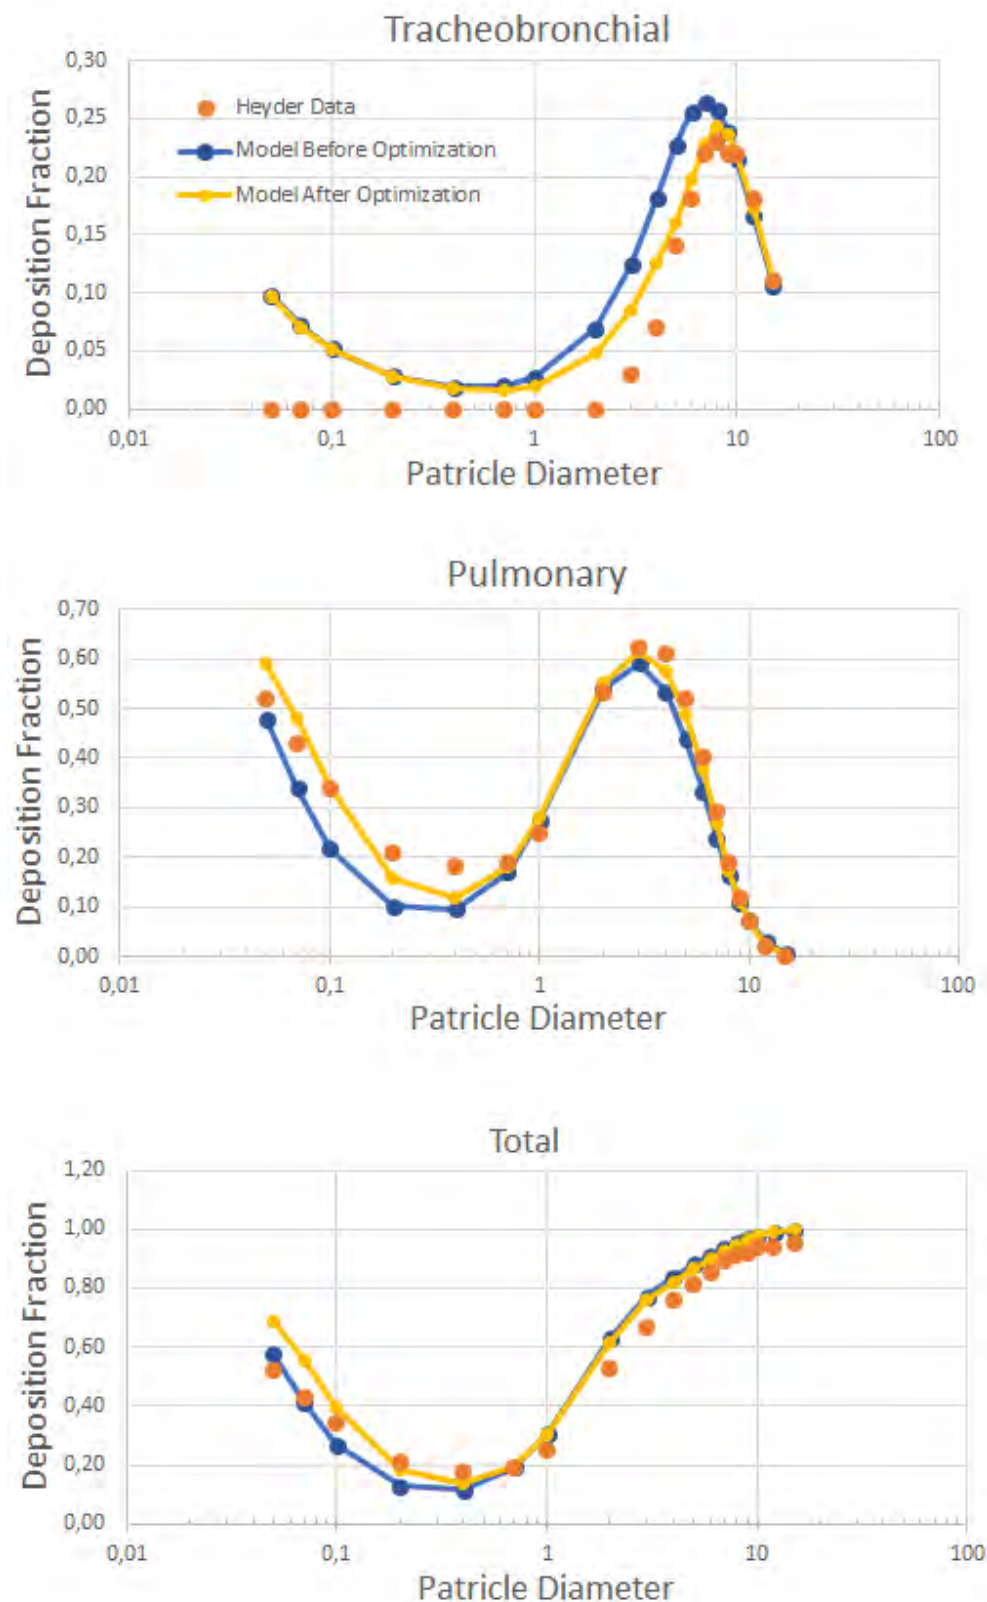 Tracheobronchial
0,30
0,25
0,20
0,15
0,10
0,05
0,00
Deposition Fraction
Heyder Data
Model Before Optimization
Model After Optimization
0,01 0,1 1 10 100
Patricle Diameter
Pulmonary
0,70
0,60
0,50
0,40
0,30
0,20
0,10
0,00
Deposition Fraction
0,01 0,1 1 10 100
Patricle Diameter
Total
1,20
1,00
0,80
0,60
0,40
0,20
0,00
Deposition Fraction
0,01 0,1 1 10 100
Patricle Diameter